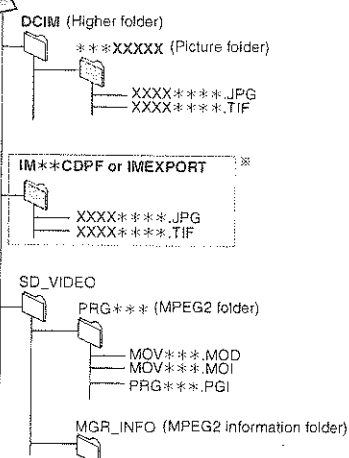 DCIM (Higher folder)
***XXXXX (Picture folder)
XXXX****.JPG
XXXX****.TIF
IM**CDPF or IMEXPORT ※
XXXX****.JPG
XXXX****.TIF
SD_VIDEO
PRG*** (MPEG2 folder)
MOV***.MOD
MOV***.MOI
PRG***.PGI
MGR_INFO (MPEG2 information folder)